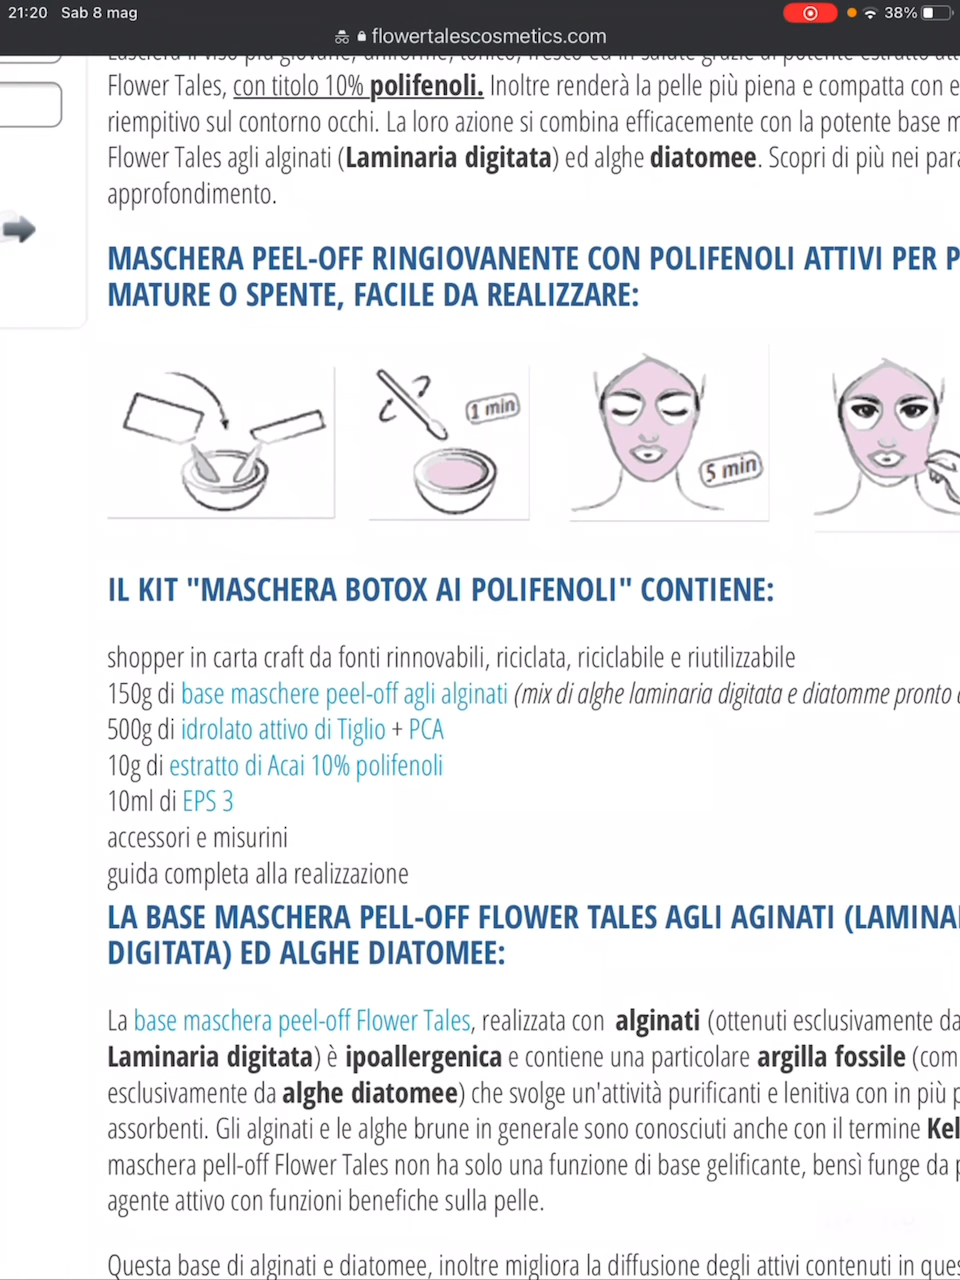 21:20 Sab 8 mag
38%
flowertalescosmetics.com
Flower Tales, con titolo 10% polifenoli. Inoltre renderà la pelle più piena e compatta con e
riempitivo sul contorno occhi. La loro azione si combina efficacemente con la potente base m
Flower Tales agli alginati (Laminaria digitata) ed alghe diatomee. Scopri di più nei para
approfondimento.
MASCHERA PEEL-OFF RINGIOVANENTE CON POLIFENOLI ATTIVI PER P
MATURE O SPENTE, FACILE DA REALIZZARE:
1 min
5 min
IL KIT "MASCHERA BOTOX AI POLIFENOLI" CONTIENE:
shopper in carta craft da fonti rinnovabili, riciclata, riciclabile e riutilizzabile
150g di base maschere peel-off agli alginati (mix di alghe laminaria digitata e diatomme pronto
500g di idrolato attivo di Tiglio + PCA
10g di estratto di Acai 10% polifenoli
10ml di EPS 3
accessori e misurini
guida completa alla realizzazione
LA BASE MASCHERA PELL-OFF FLOWER TALES AGLI AGINATI (LAMINA
DIGITATA) ED ALGHE DIATOMEE:
La base maschera peel-off Flower Tales, realizzata con alginati (ottenuti esclusivamente da
Laminaria digitata) è ipoallergenica e contiene una particolare argilla fossile (com
esclusivamente da alghe diatomee) che svolge un'attività purificanti e lenitiva con in più p
assorbenti. Gli alginati e le alghe brune in generale sono conosciuti anche con il termine Kel
maschera pell-off Flower Tales non ha solo una funzione di base gelificante, bensì funge da p
agente attivo con funzioni benefiche sulla pelle.
Questa base di alginati e diatomee, inoltre migliora la diffusione degli attivi contenuti in ques